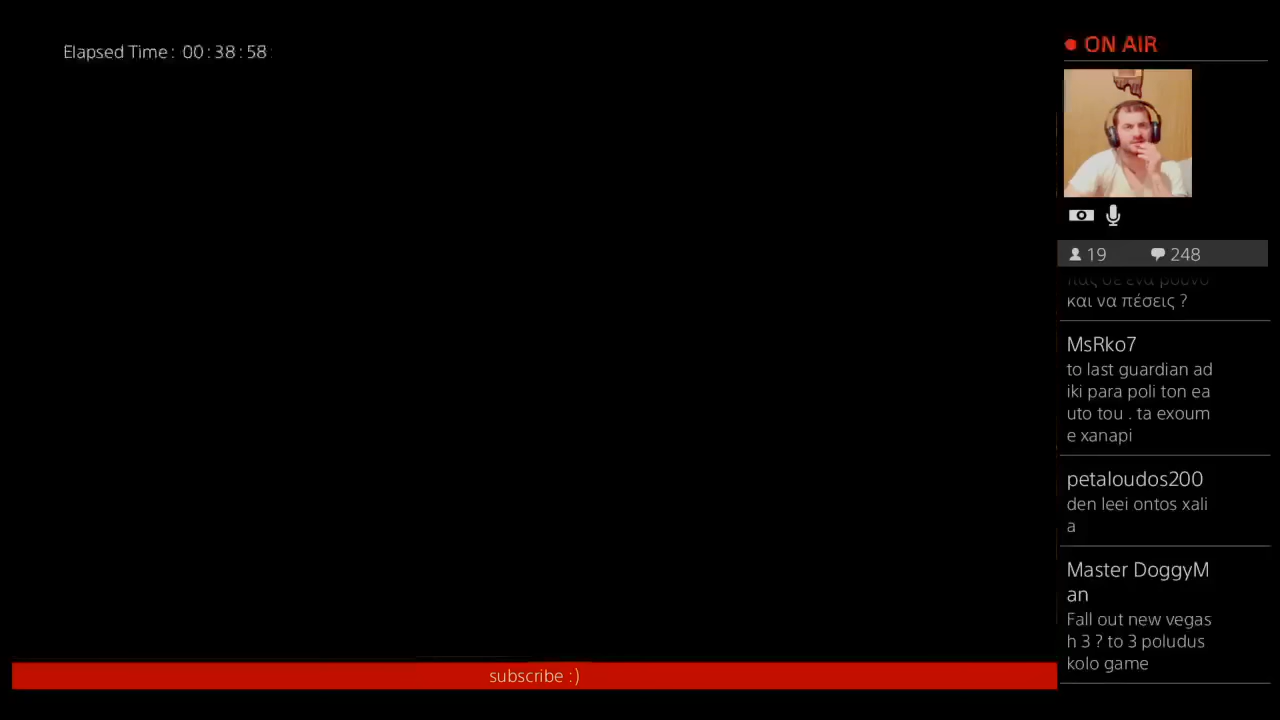 Elapsed Time: 00:38:58
ON AIR
19 248
και να πέσεις ?
MsRko7
to last guardian ad
iki para poli ton ea
uto tou . ta exoum
e xanapi
petaloudos200
den leei ontos xali
a
Master DoggyM
an
Fall out new vegas
h 3 ? to 3 poludus
kolo game
subscribe :)